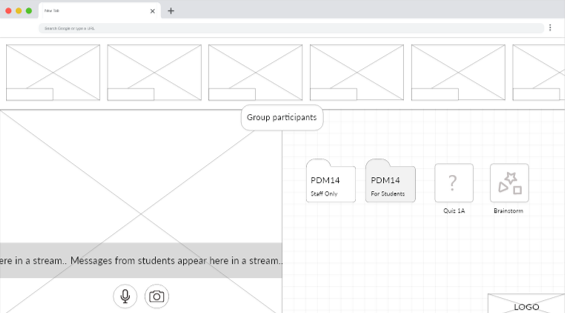 New Tab
Search Google or type a URL
Group participants
PDM14
Staff Only
PDM14
For Students
?
Quiz 1A
Brainstorm
ere in a stream.. Messages from students appear here in a stream..
LOGO